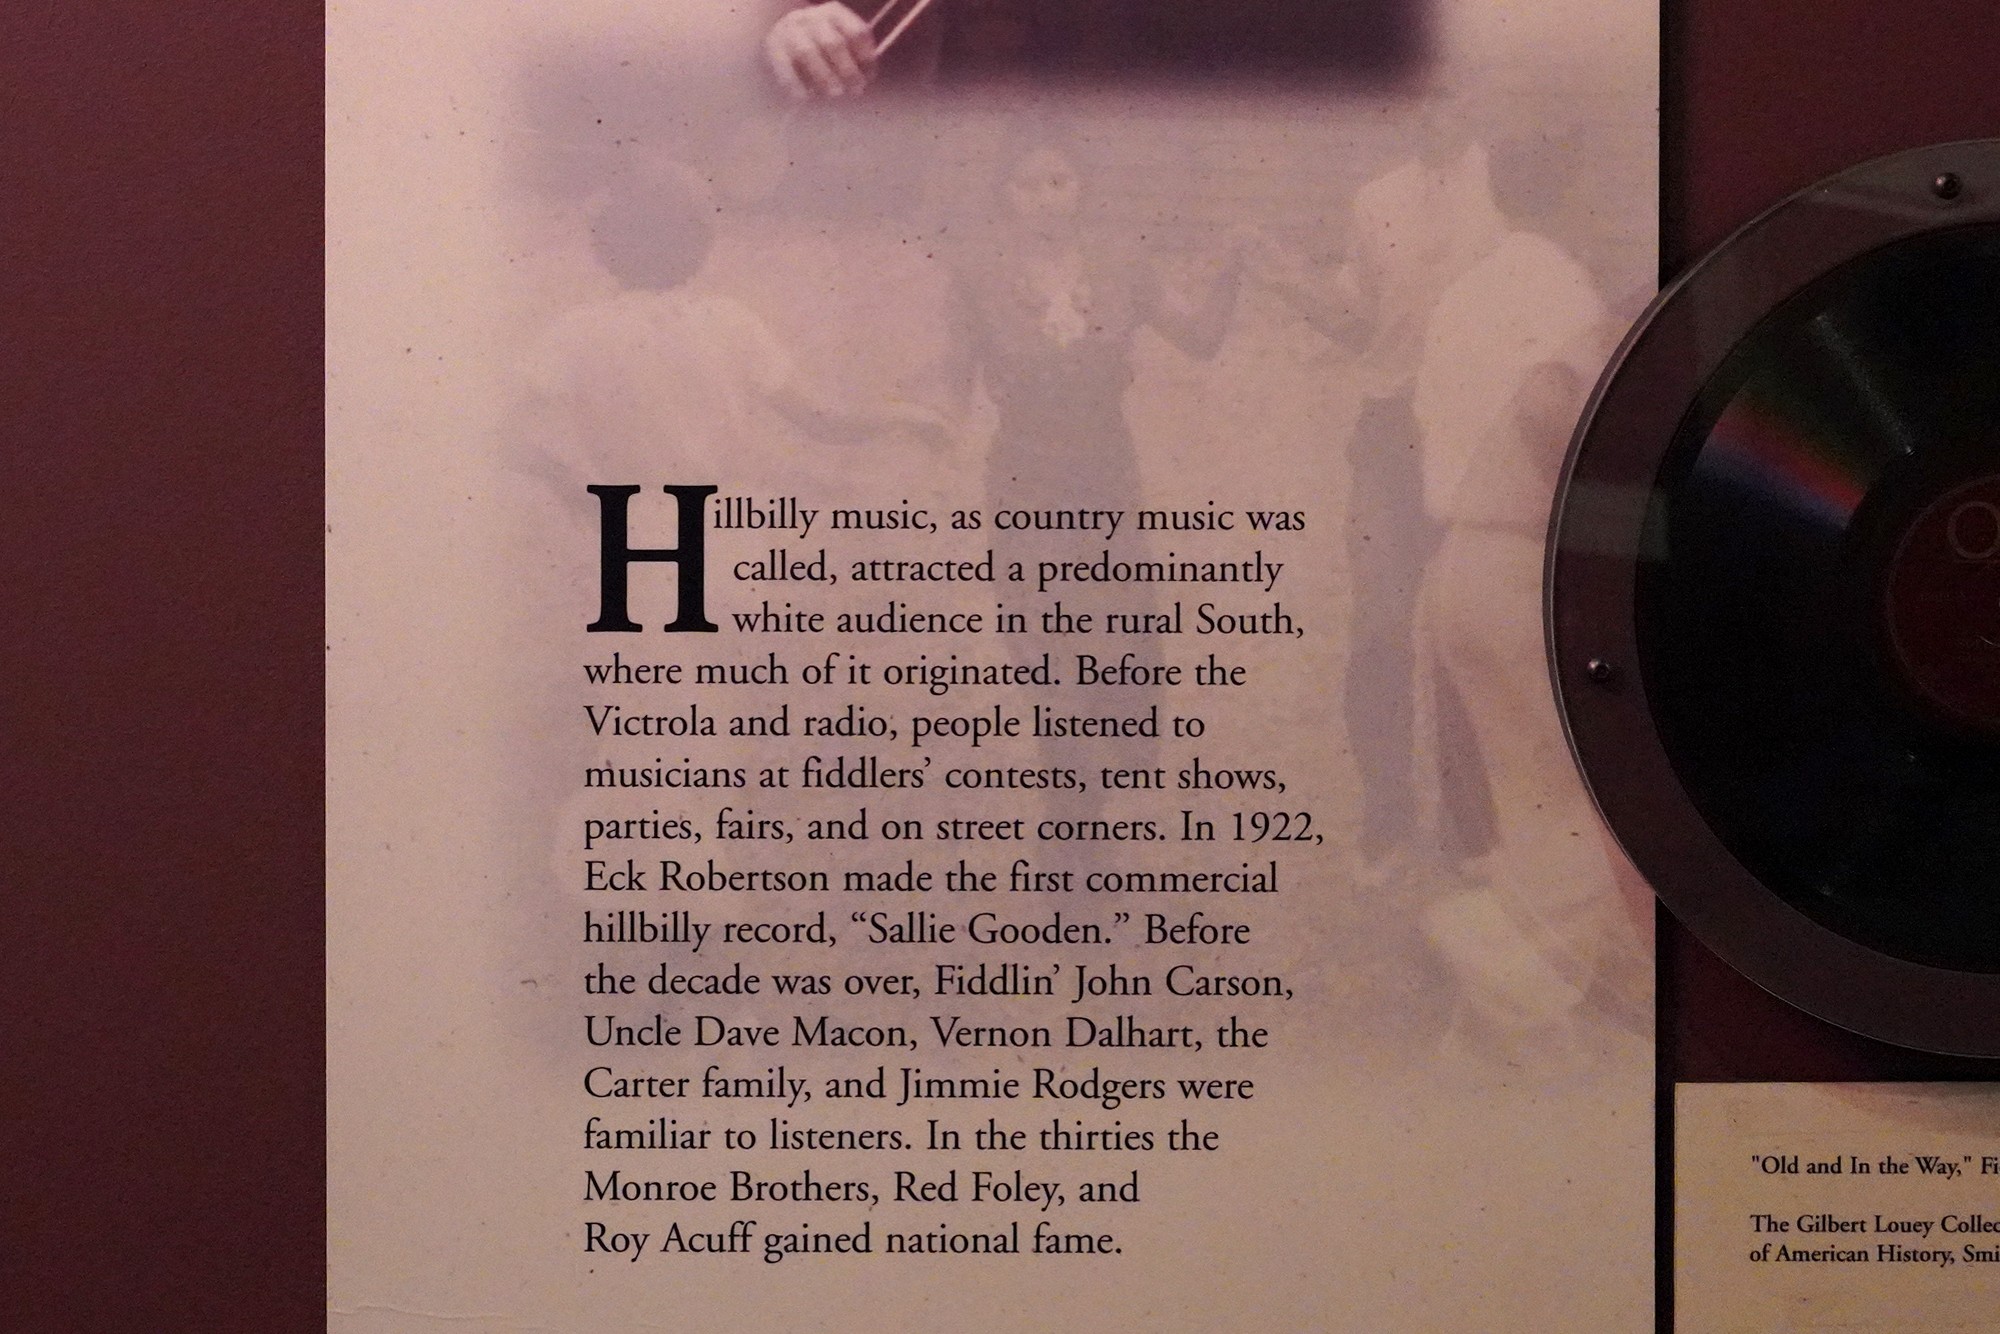 Hillbilly music, as country music was
called, attracted a predominantly
white audience in the rural South,
where much of it originated. Before the
Victrola and radio, people listened to
musicians at fiddlers’ contests, tent shows,
parties, fairs, and on street corners. In 1922,
Eck Robertson made the first commercial
hillbilly record, “Sallie Gooden.” Before
the decade was over, Fiddlin’ John Carson,
Uncle Dave Macon, Vernon Dalhart, the
Carter family, and Jimmie Rodgers were
familiar to listeners. In the thirties the
Monroe Brothers, Red Foley, and
Roy Acuff gained national fame.
"Old and In the Way,"
The Gilbert Louey
of American History,